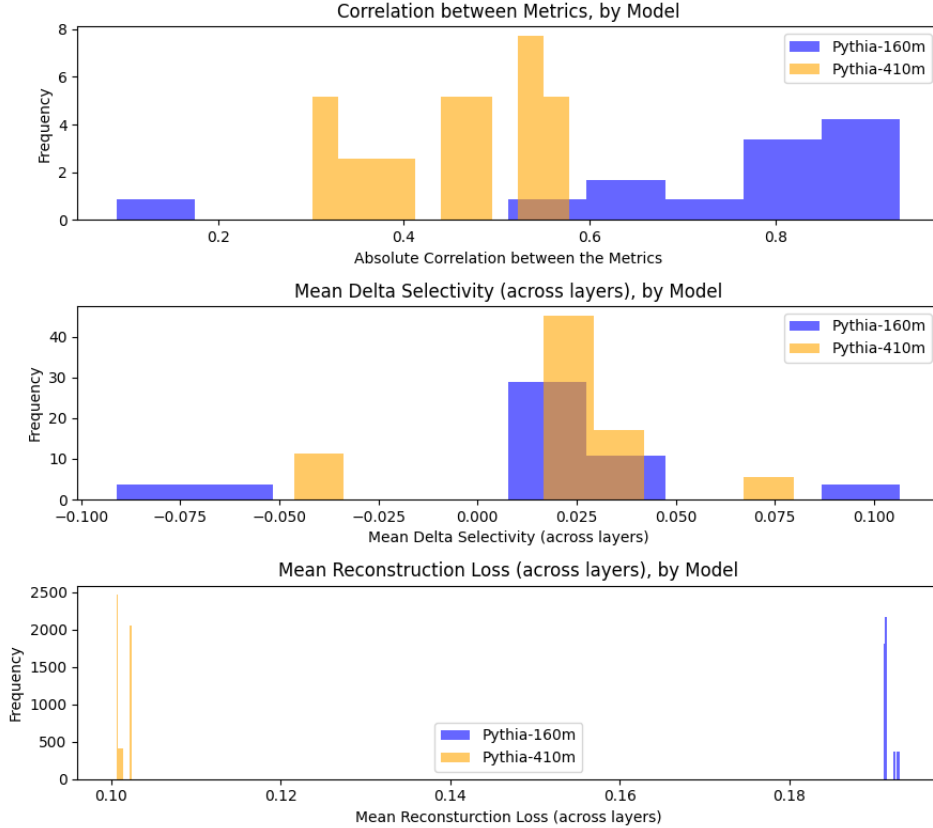 Correlation between Metrics, by Model
8
6
4
2
0
Frequency
Pythia-160m
Pythia-410m
0.2 0.4 0.6 0.8
Absolute Correlation between the Metrics
Mean Delta Selectivity (across layers), by Model
40
30
20
10
0
Frequency
Pythia-160m
Pythia-410m
−0.100 −0.075 −0.050 −0.025 0.000 0.025 0.050 0.075 0.100
Mean Delta Selectivity (across layers)
Mean Reconstruction Loss (across layers), by Model
2500
2000
1500
1000
500
0
Frequency
Pythia-160m
Pythia-410m
0.10 0.12 0.14 0.16 0.18
Mean Reconsturction Loss (across layers)